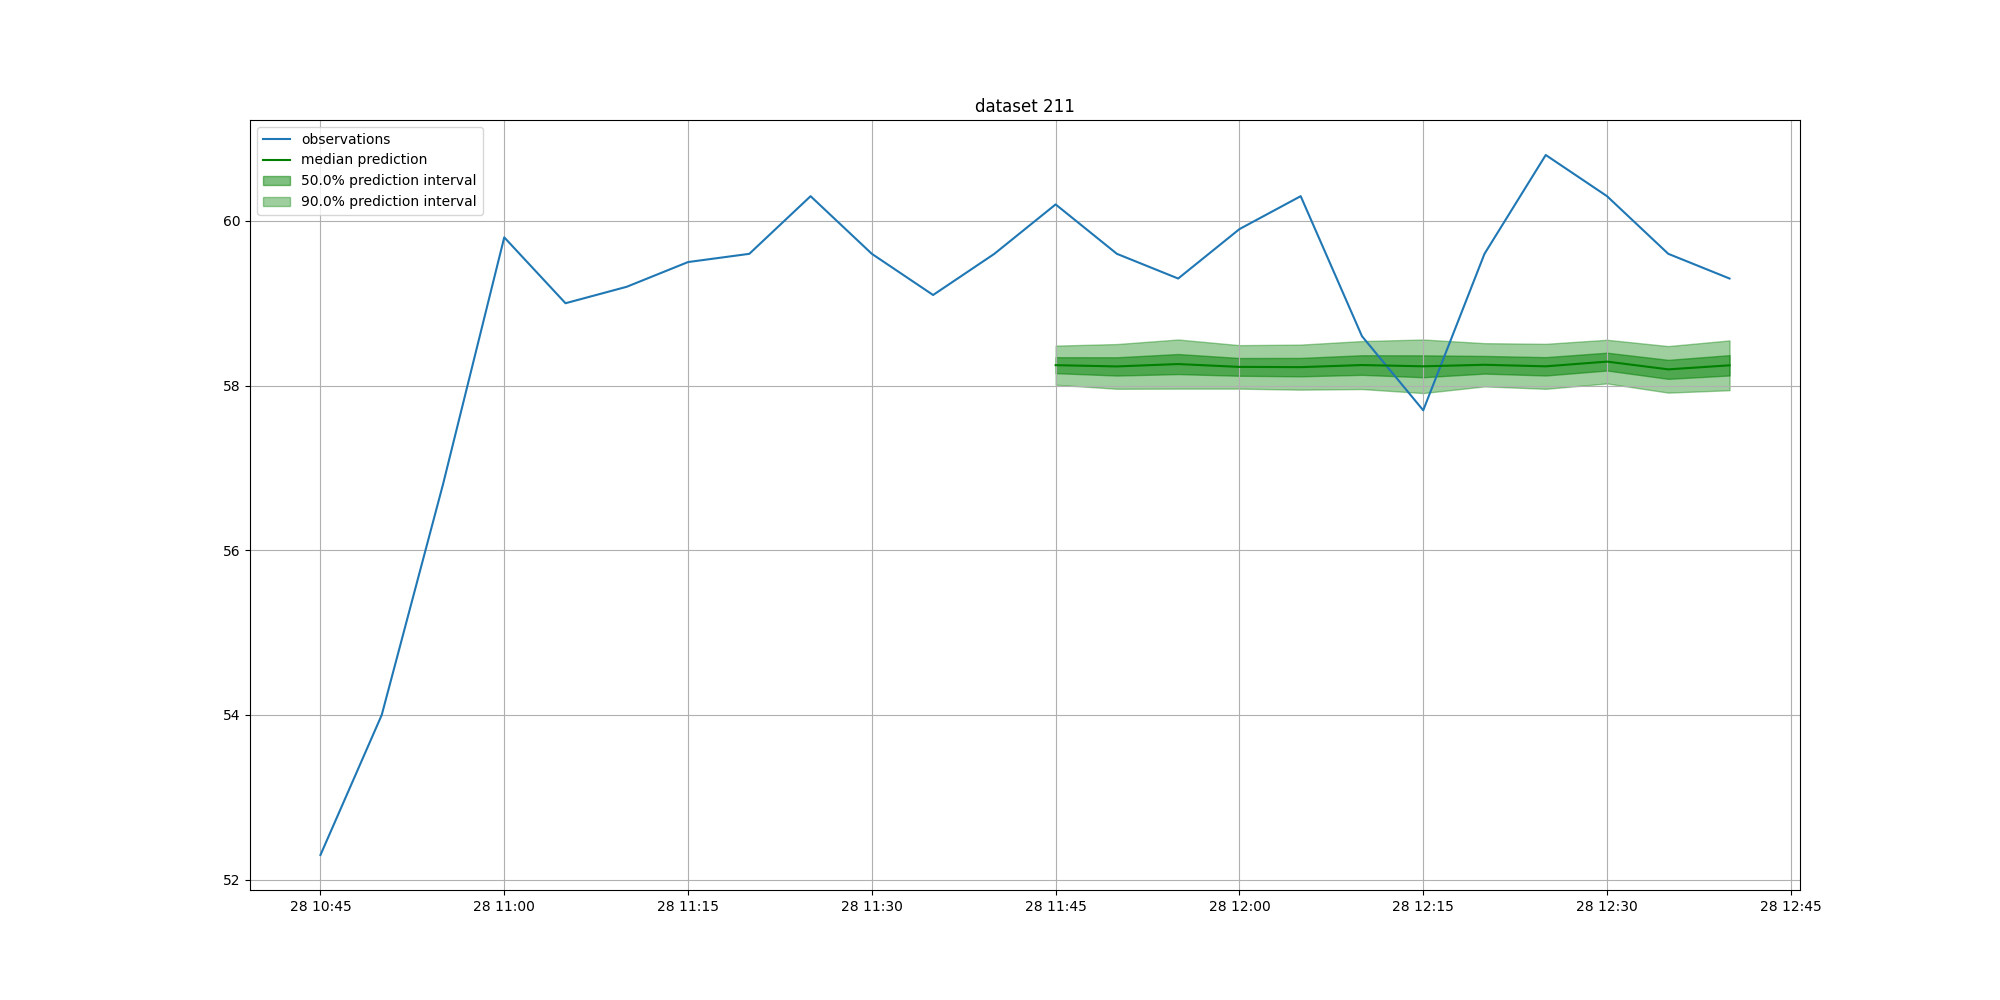 dataset 211
observations
median prediction
50.0% prediction interval
90.0% prediction interval
60
58
56
54
52
28 10:45
28 11:00
28 11:15
28 11:30
28 11:45
28 12:00
28 12:15
28 12:30
28 12:45